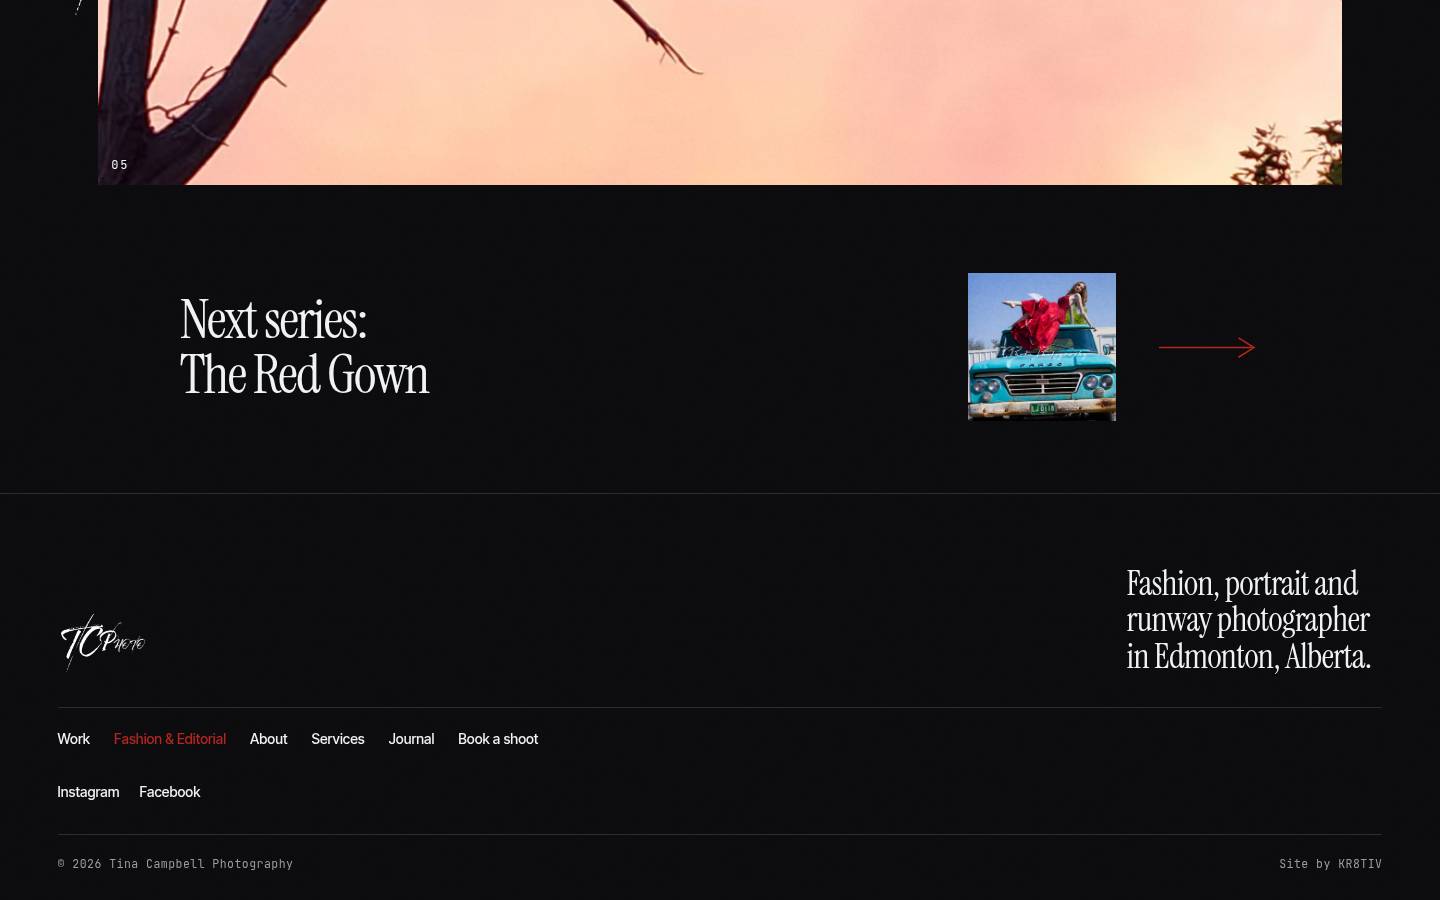 05
Next series:
The Red Gown
Fashion, portrait and
runway photographer
in Edmonton, Alberta.
TCPHOTO
Work Fashion & Editorial About Services Journal Book a shoot
Instagram Facebook
© 2026 Tina Campbell Photography
Site by KR8TIV